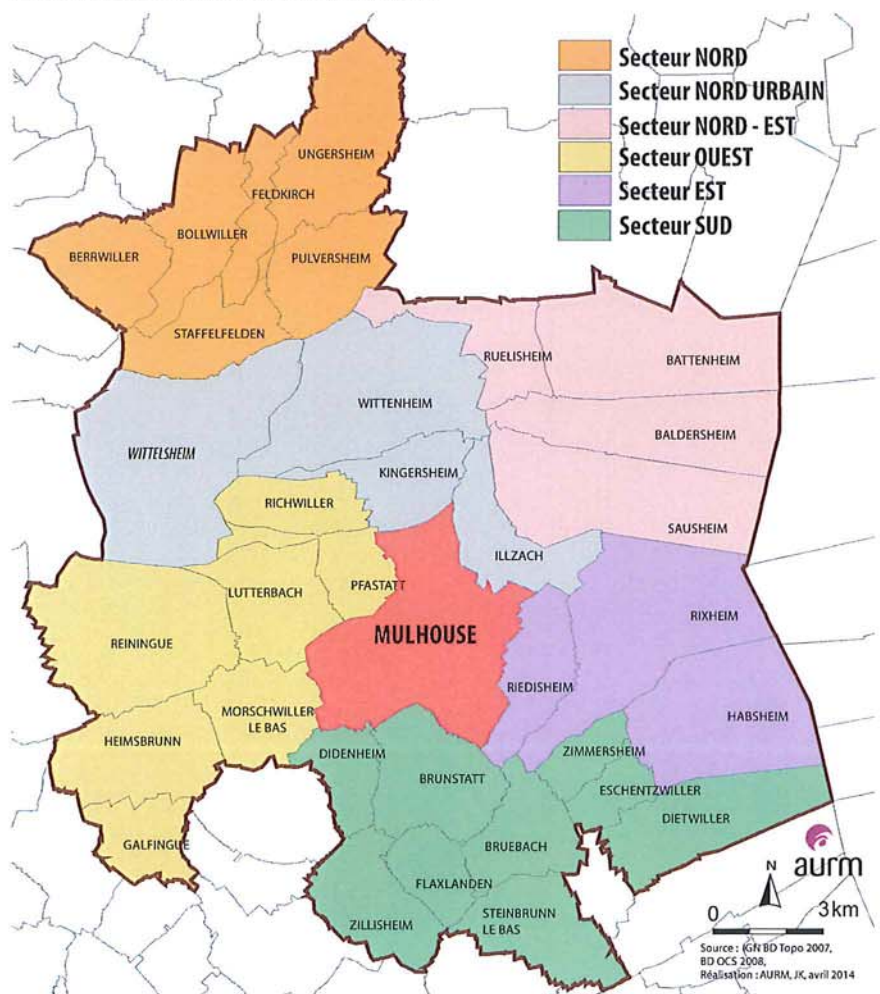 Secteur NORD
Secteur NORD URBAIN
Secteur NORD - EST
Secteur OUEST
Secteur EST
Secteur SUD
UNGERSHEIM
FELDKIRCH
BOLLWILLER
BERRWILLER
PULVERSHEIM
STAFFELFELDEN
RUELISHEIM
BATTENHEIM
WITTENHEIM
BALDERSHEIM
WITTELSHEIM
KINGERSHEIM
RICHWILLER
SAUSHEIM
ILLZACH
LUTTERBACH
PFASTATT
RIXHEIM
MULHOUSE
REININGUE
RIEDISHEIM
MORSCHWILLER
LE BAS
HABSHEIM
HEIMSBRUNN
DIDENHEIM
ZIMMERSHEIM
BRUNSTATT
ESCHENTZWILLER
DIETWILLER
GALFINGUE
BRUEBACH
FLAXLANDEN
ZILLISHEIM
STEINBRUNN
LE BAS
aurm
N
0 3km
Source : IGN BD Topo 2007,
BD OCS 2008,
Réalisation : AURM, JK, avril 2014